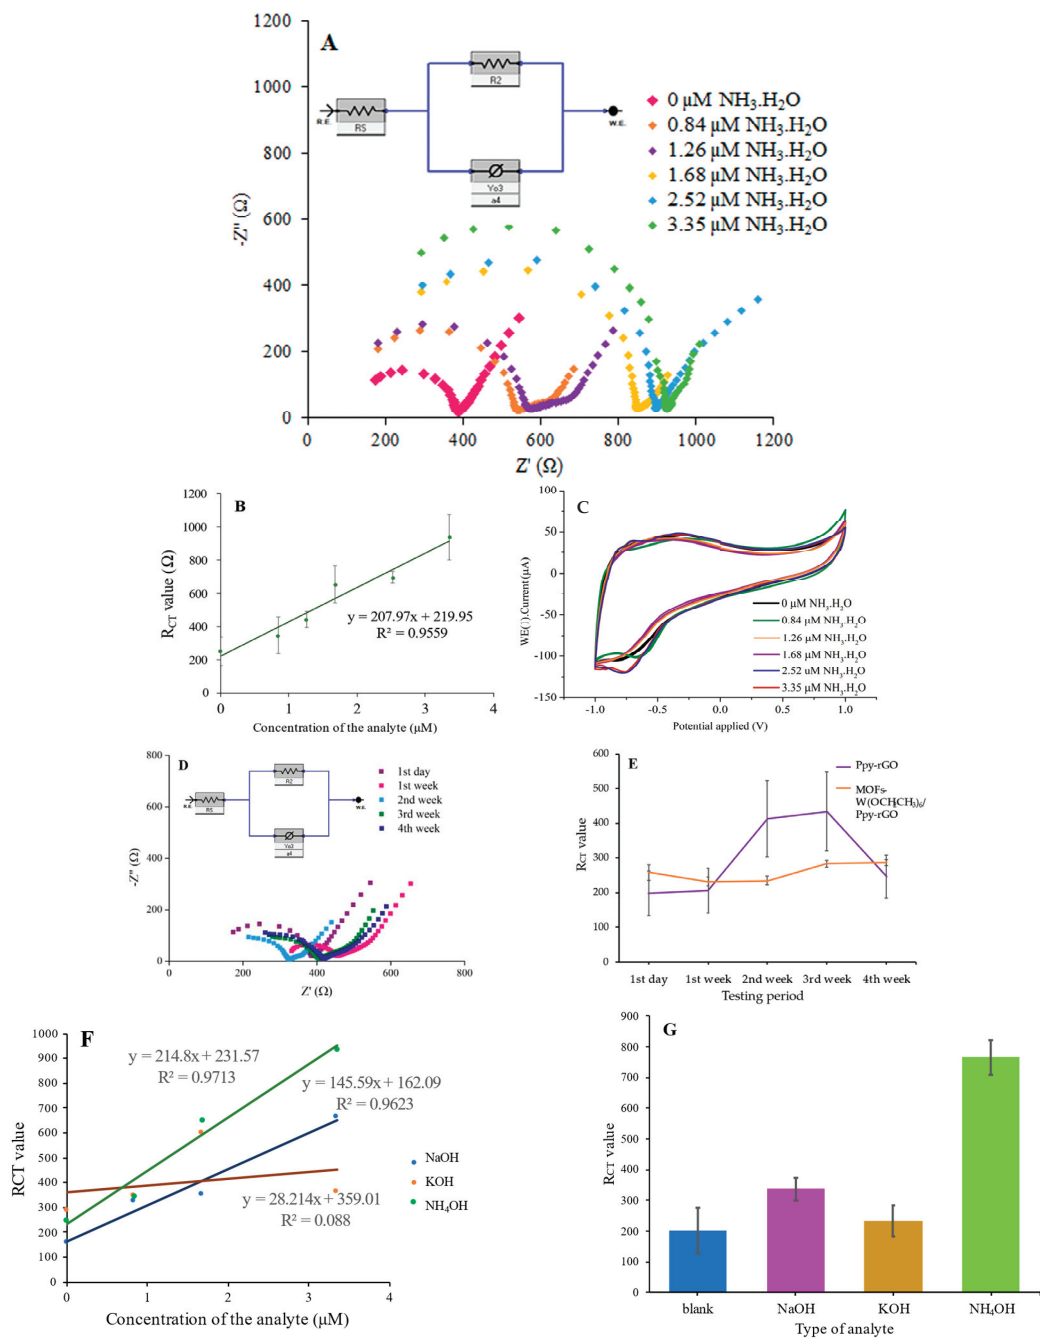 A
1200
1000
800
600
400
200
0
-Z" (Ω)
0 200 400 600 800 1000 1200
Z' (Ω)
R.E.
RS
R2
Yo3
a4
W.E.
0 µM NH3.H2O
0.84 µM NH3.H2O
1.26 µM NH3.H2O
1.68 µM NH3.H2O
2.52 µM NH3.H2O
3.35 µM NH3.H2O
B
1200
1000
800
600
400
200
0
RCT value (Ω)
y = 207.97x + 219.95
R² = 0.9559
0 1 2 3 4
Concentration of the analyte (µM)
C
100
50
0
-50
-100
-150
WE(1).Current(µA)
0 µM NH3.H2O
0.84 µM NH3.H2O
1.26 µM NH3.H2O
1.68 µM NH3.H2O
2.52 uM NH3.H2O
3.35 µM NH3.H2O
-1.0 -0.5 0.0 0.5 1.0
Potential applied (V)
D
800
600
400
200
0
-Z" (Ω)
R.E.
RS
R2
Yo3
a4
W.E.
1st day
1st week
2nd week
3rd week
4th week
0 200 400 600 800
Z' (Ω)
E
600
500
400
300
200
100
0
RCT value
Ppy-rGO
MOFs-
W(OCH2CH3)6/
Ppy-rGO
1st day 1st week 2nd week 3rd week 4th week
Testing period
F
1000
900
800
700
600
500
400
300
200
100
0
RCT value
y = 214.8x + 231.57
R² = 0.9713
y = 145.59x + 162.09
R² = 0.9623
y = 28.214x + 359.01
R² = 0.088
NaOH
KOH
NH4OH
0 1 2 3 4
Concentration of the analyte (µM)
G
900
800
700
600
500
400
300
200
100
0
RCT value
blank NaOH KOH NH4OH
Type of analyte